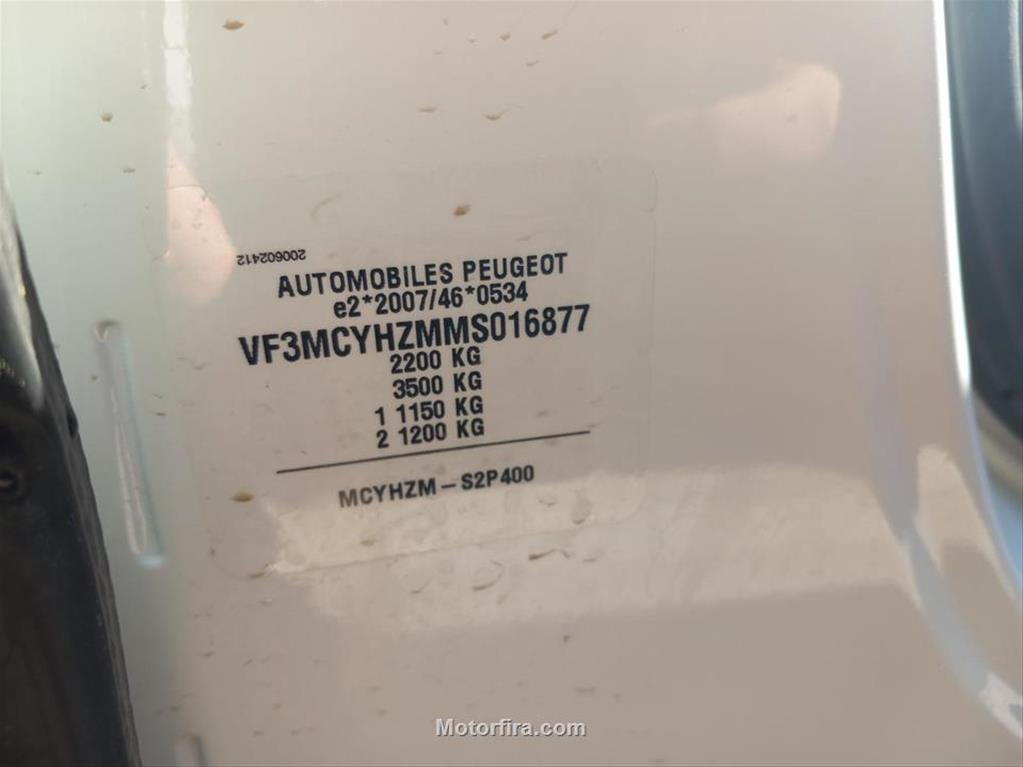 200602412
AUTOMOBILES PEUGEOT
e2*2007/46*0534
VF3MCYHZMMS016877
2200 KG
3500 KG
1 1150 KG
2 1200 KG
MCYHZM-S2P400
Motorfira.com